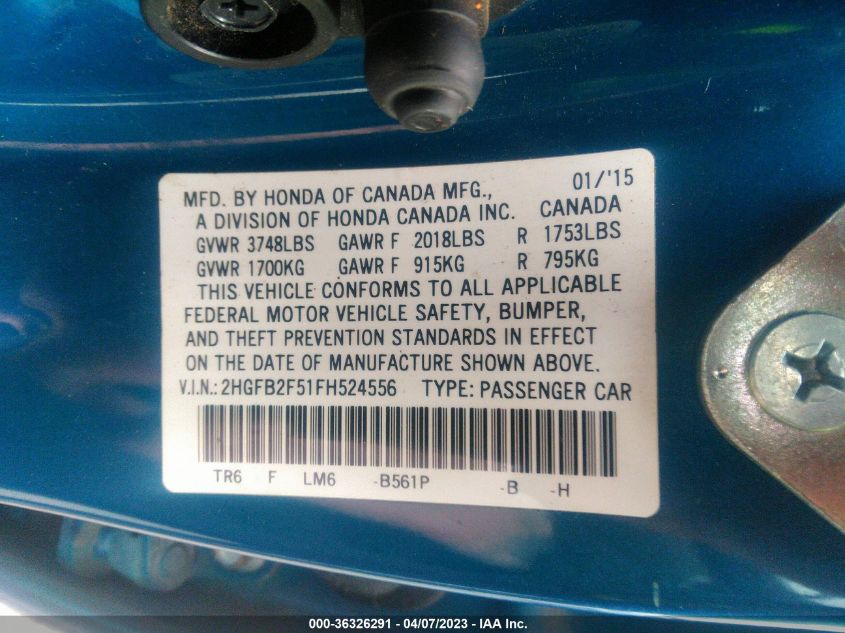 MFD. BY HONDA OF CANADA MFG., 01/'15
A DIVISION OF HONDA CANADA INC. CANADA
GVWR 3748LBS GAWR F 2018LBS R 1753LBS
GVWR 1700KG GAWR F 915KG R 795KG
THIS VEHICLE CONFORMS TO ALL APPLICABLE
FEDERAL MOTOR VEHICLE SAFETY, BUMPER,
AND THEFT PREVENTION STANDARDS IN EFFECT
ON THE DATE OF MANUFACTURE SHOWN ABOVE.
V.I.N.: 2HGFB2F51FH524556 TYPE: PASSENGER CAR
TR6 F LM6 -B561P -B -H
000-36326291 - 04/07/2023 - IAA Inc.